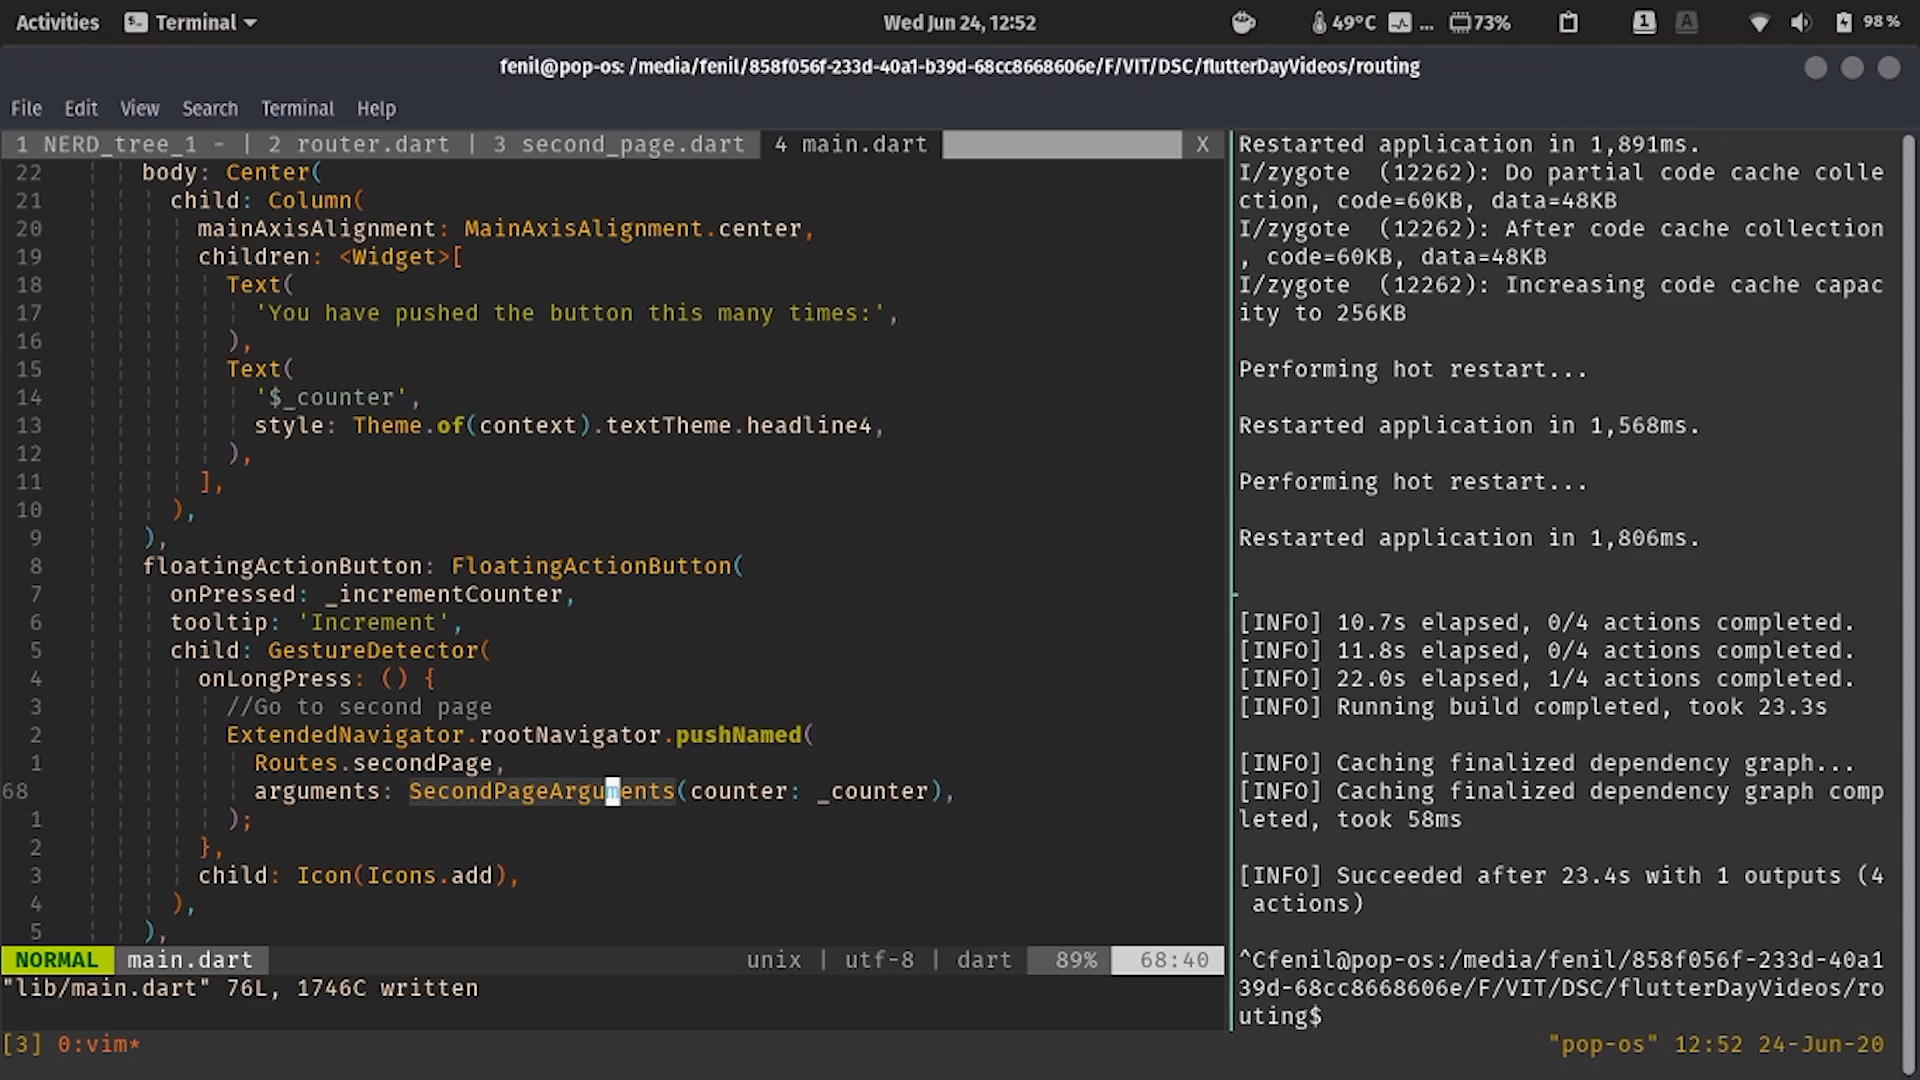 Activities Terminal Wed Jun 24, 12:52 49°C ... 73% 1 A 98 %
fenil@pop-os: /media/fenil/858f056f-233d-40a1-b39d-68cc8668606e/F/VIT/DSC/flutterDayVideos/routing
File Edit View Search Terminal Help
1 NERD_tree_1 - | 2 router.dart | 3 second_page.dart 4 main.dart X
22 body: Center(
21 child: Column(
20 mainAxisAlignment: MainAxisAlignment.center,
19 children: <Widget>[
18 Text(
17 'You have pushed the button this many times:',
16 ),
15 Text(
14 '$_counter',
13 style: Theme.of(context).textTheme.headline4,
12 ),
11 ],
10 ),
9 ),
8 floatingActionButton: FloatingActionButton(
7 onPressed: _incrementCounter,
6 tooltip: 'Increment',
5 child: GestureDetector(
4 onLongPress: () {
3 //Go to second page
2 ExtendedNavigator.rootNavigator.pushNamed(
1 Routes.secondPage,
68 arguments: SecondPageArguments(counter: _counter),
1 );
2 },
3 child: Icon(Icons.add),
4 ),
5 ),
NORMAL main.dart unix | utf-8 | dart 89% 68:40
"lib/main.dart" 76L, 1746C written
Restarted application in 1,891ms.
I/zygote (12262): Do partial code cache colle
ction, code=60KB, data=48KB
I/zygote (12262): After code cache collection
, code=60KB, data=48KB
I/zygote (12262): Increasing code cache capac
ity to 256KB
Performing hot restart...
Restarted application in 1,568ms.
Performing hot restart...
Restarted application in 1,806ms.
[INFO] 10.7s elapsed, 0/4 actions completed.
[INFO] 11.8s elapsed, 0/4 actions completed.
[INFO] 22.0s elapsed, 1/4 actions completed.
[INFO] Running build completed, took 23.3s
[INFO] Caching finalized dependency graph...
[INFO] Caching finalized dependency graph comp
leted, took 58ms
[INFO] Succeeded after 23.4s with 1 outputs (4
actions)
^Cfenil@pop-os:/media/fenil/858f056f-233d-40a1
39d-68cc8668606e/F/VIT/DSC/flutterDayVideos/ro
uting$
[3] 0:vim* "pop-os" 12:52 24-Jun-20